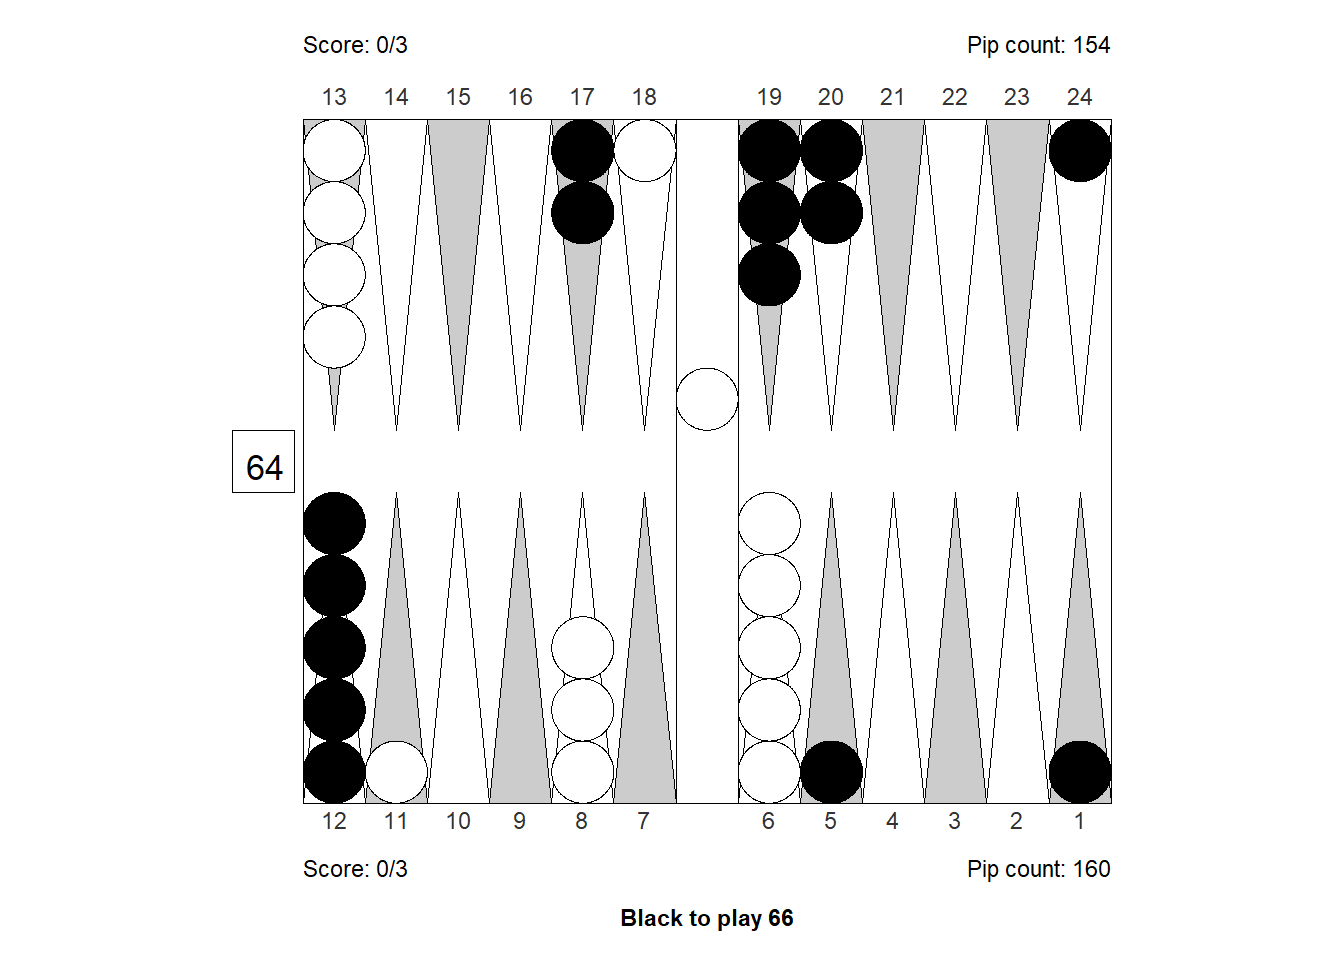 Score: 0/3 Pip count: 154
13 14 15 16 17 18 19 20 21 22 23 24
64
12 11 10 9 8 7 6 5 4 3 2 1
Score: 0/3 Pip count: 160
Black to play 66